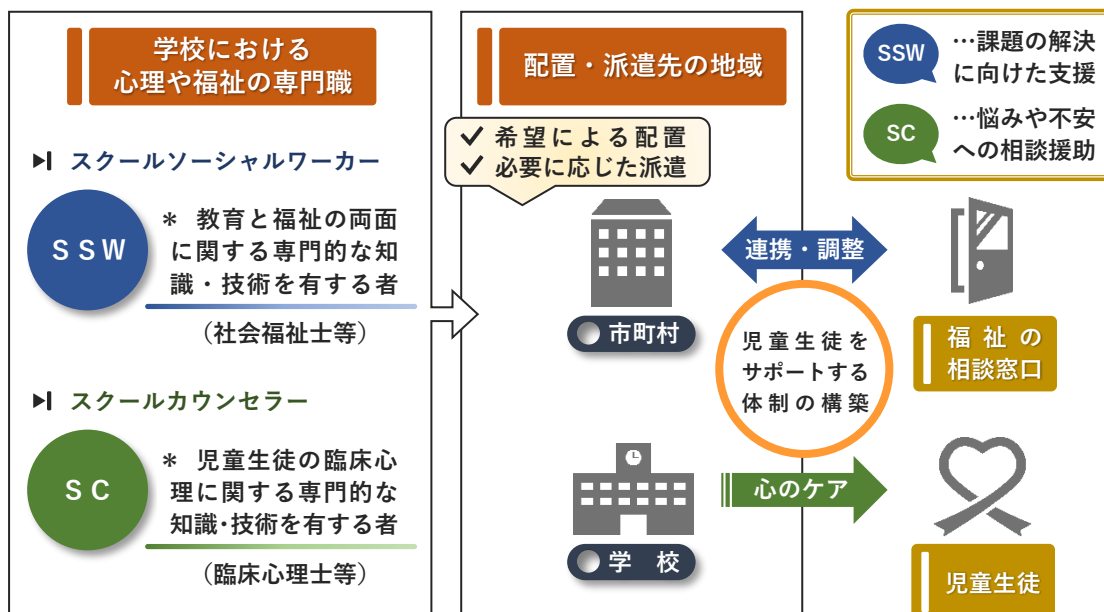 学校における
心理や福祉の専門職
スクールソーシャルワーカー
SSW
＊ 教育と福祉の両面
に関する専門的な知
識・技術を有する者
（社会福祉士等）
スクールカウンセラー
SC
＊ 児童生徒の臨床心
理に関する専門的な
知識・技術を有する者
（臨床心理士等）
配置・派遣先の地域
✓ 希望による配置
✓ 必要に応じた派遣
市町村
学 校
連携・調整
児童生徒を
サポートする
体制の構築
心のケア
SSW
…課題の解決
に向けた支援
SC
…悩みや不安
への相談援助
福祉の
相談窓口
児童生徒